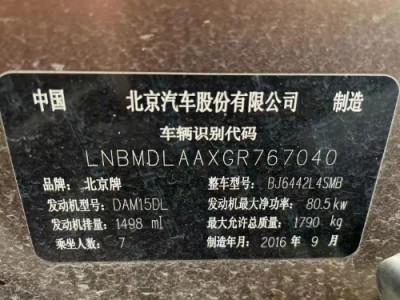 中国 北京汽车股份有限公司 制造
车辆识别代码
LNBMDLAAXGR767040
品牌：北京牌 整车型号：BJ6442L4SMB
发动机型号：DAM15DL 发动机最大净功率：80.5kw
发动机排量：1498 ml 最大允许总质量：1790 kg
乘坐人数：7 制造年月：2016 年 9 月